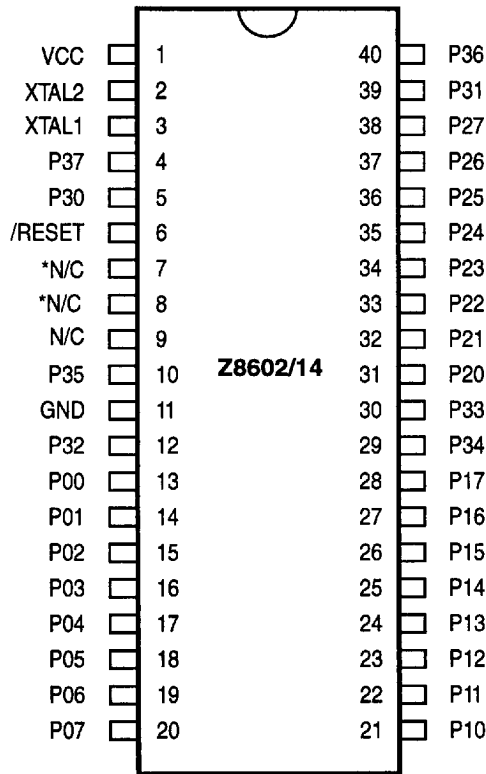 VCC 1 40 P36
XTAL2 2 39 P31
XTAL1 3 38 P27
P37 4 37 P26
P30 5 36 P25
/RESET 6 35 P24
*N/C 7 34 P23
*N/C 8 33 P22
N/C 9 32 P21
P35 10 Z8602/14 31 P20
GND 11 30 P33
P32 12 29 P34
P00 13 28 P17
P01 14 27 P16
P02 15 26 P15
P03 16 25 P14
P04 17 24 P13
P05 18 23 P12
P06 19 22 P11
P07 20 21 P10